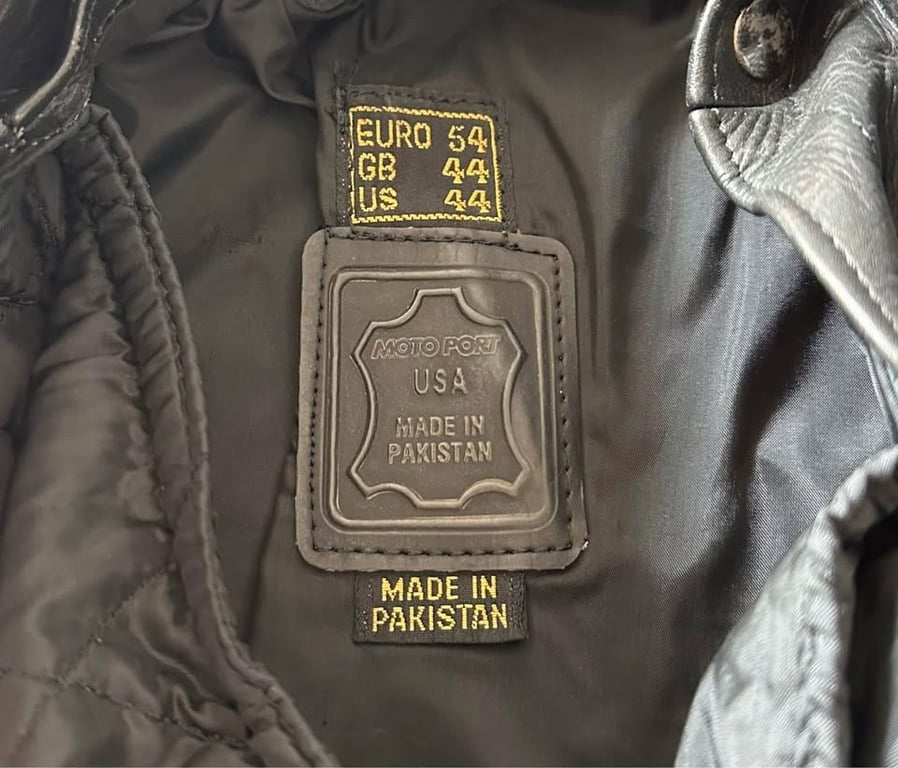 EURO 54
GB 44
US 44
MOTO PORT
USA
MADE IN
PAKISTAN
MADE IN
PAKISTAN